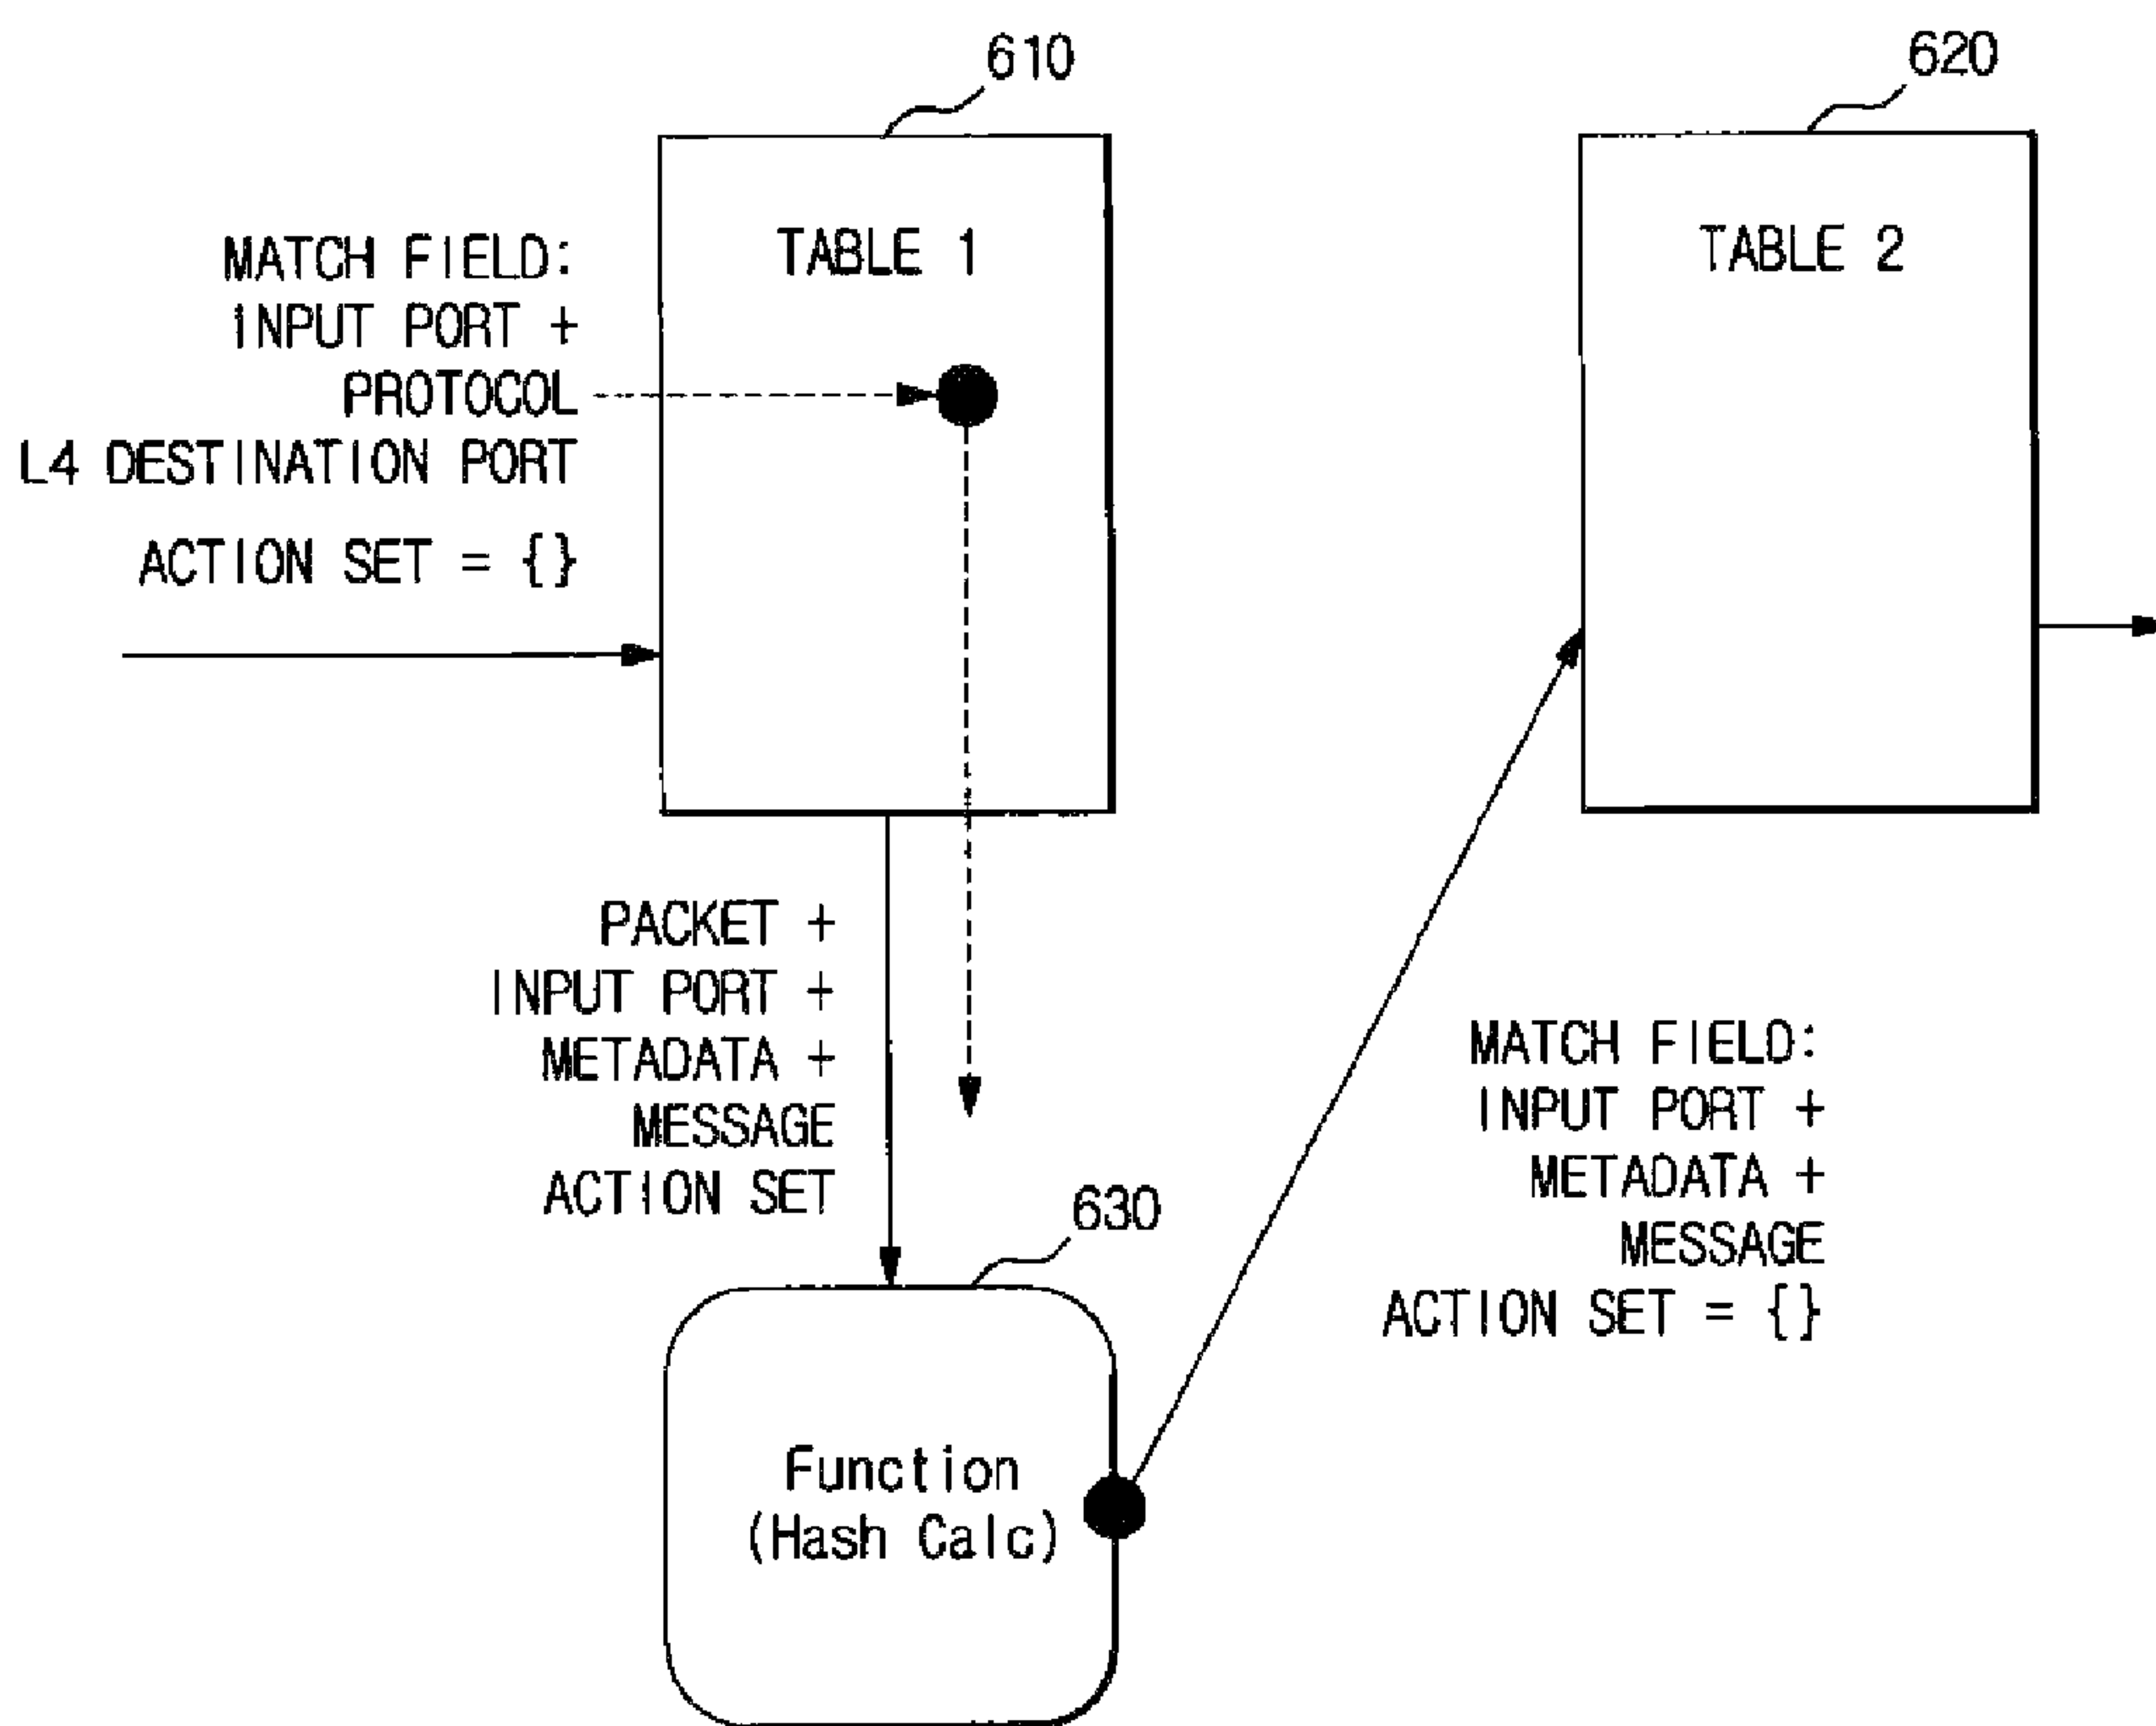 610
620
MATCH FIELD:
INPUT PORT +
PROTOCOL
L4 DESTINATION PORT
ACTION SET = {}
TABLE 1
TABLE 2
PACKET +
INPUT PORT +
METADATA +
MESSAGE
ACTION SET
630
MATCH FIELD:
INPUT PORT +
METADATA +
MESSAGE
ACTION SET = {}
Function
(Hash Calc)